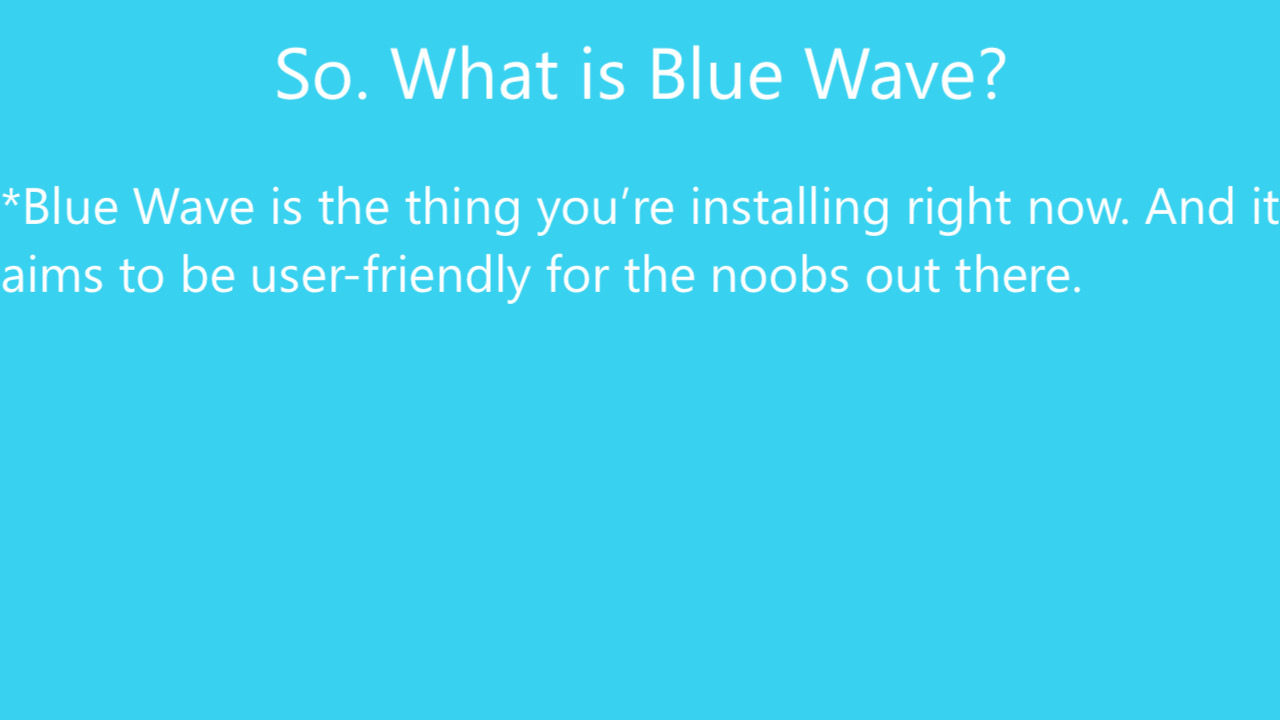 So. What is Blue Wave?
*Blue Wave is the thing you’re installing right now. And it
aims to be user-friendly for the noobs out there.